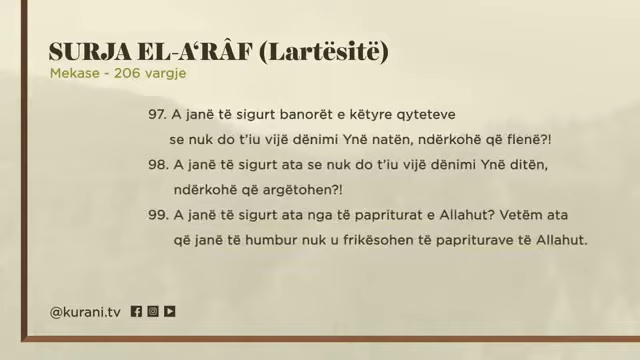 SURJA EL-A‘RÂF (Lartësitë)
Mekase - 206 vargje
97. A janë të sigurt banorët e këtyre qyteteve
se nuk do t’iu vijë dënimi Ynë natën, ndërkohë që flenë?!
98. A janë të sigurt ata se nuk do t’iu vijë dënimi Ynë ditën,
ndërkohë që argëtohen?!
99. A janë të sigurt ata nga të papriturat e Allahut? Vetëm ata
që janë të humbur nuk u frikësohen të papriturave të Allahut.
@kurani.tv